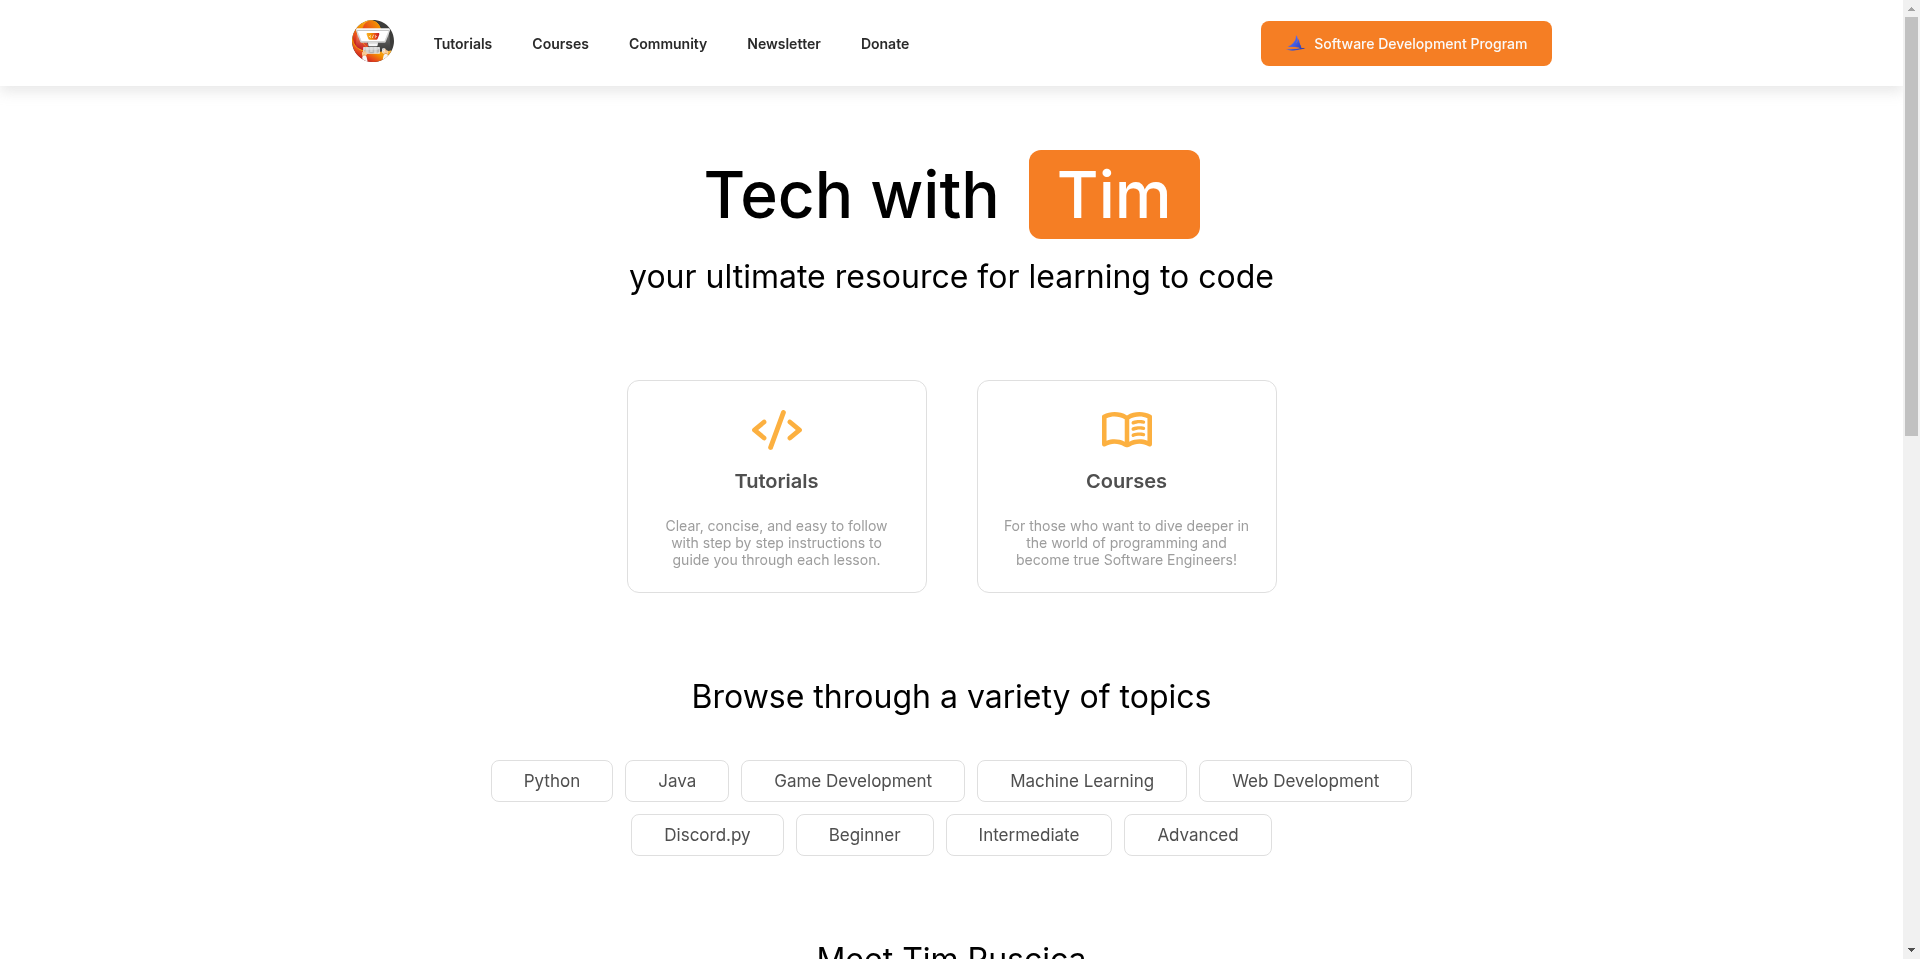 Tutorials
Courses
Community
Newsletter
Donate
Software Development Program
Tech with Tim
your ultimate resource for learning to code
Tutorials
Clear, concise, and easy to follow
with step by step instructions to
guide you through each lesson.
Courses
For those who want to dive deeper in
the world of programming and
become true Software Engineers!
Browse through a variety of topics
Python
Java
Game Development
Machine Learning
Web Development
Discord.py
Beginner
Intermediate
Advanced
Meet Tim Ruscica